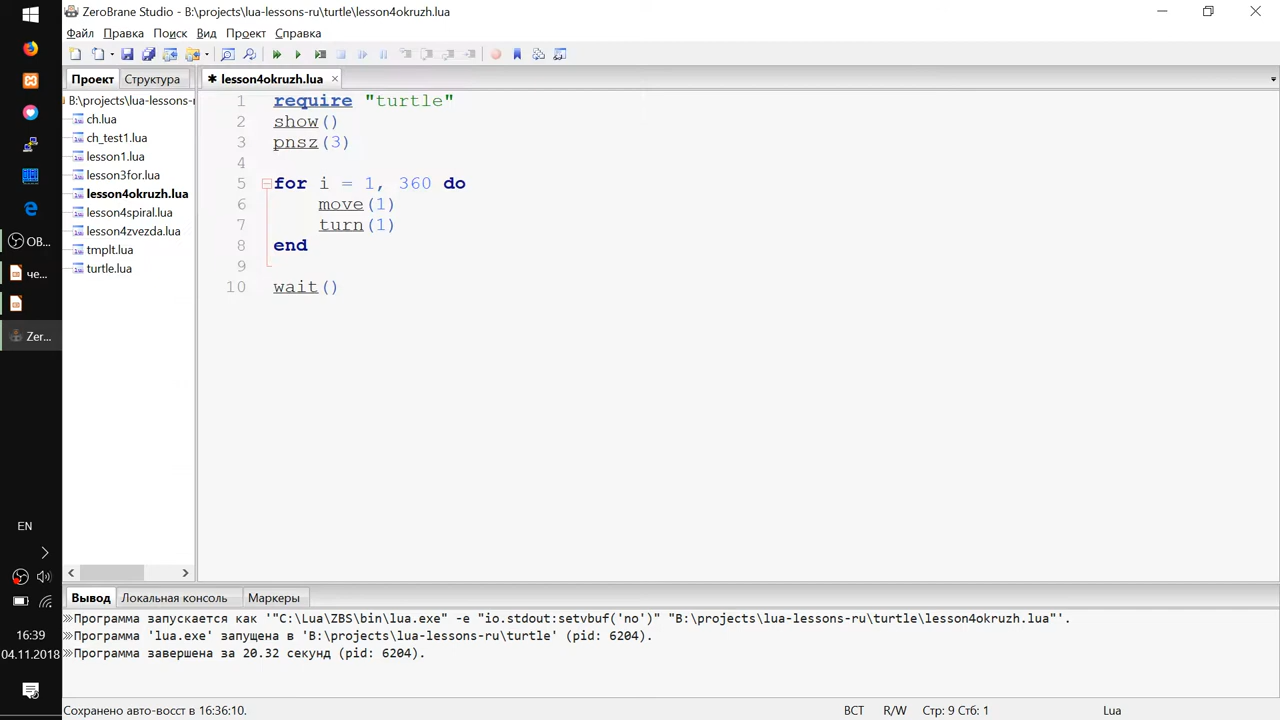 ZeroBrane Studio - B:\projects\lua-lessons-ru\turtle\lesson4okruzh.lua
Файл Правка Поиск Вид Проект Справка
Проект Структура
✱ lesson4okruzh.lua ×
B:\projects\lua-lessons-r
ch.lua
ch_test1.lua
lesson1.lua
lesson3for.lua
lesson4okruzh.lua
lesson4spiral.lua
lesson4zvezda.lua
tmplt.lua
turtle.lua
1 require "turtle"
2 show()
3 pnsz(3)
4
5 for i = 1, 360 do
6 move(1)
7 turn(1)
8 end
9
10 wait()
OB...
че...
Zer...
EN
16:39
04.11.2018
Вывод Локальная консоль Маркеры
Программа запускается как '"C:\Lua\ZBS\bin\lua.exe" -e "io.stdout:setvbuf('no')" "B:\projects\lua-lessons-ru\turtle\lesson4okruzh.lua"'.
Программа 'lua.exe' запущена в 'B:\projects\lua-lessons-ru\turtle' (pid: 6204).
Программа завершена за 20.32 секунд (pid: 6204).
Сохранено авто-восст в 16:36:10. ВСТ R/W Стр: 9 Стб: 1 Lua